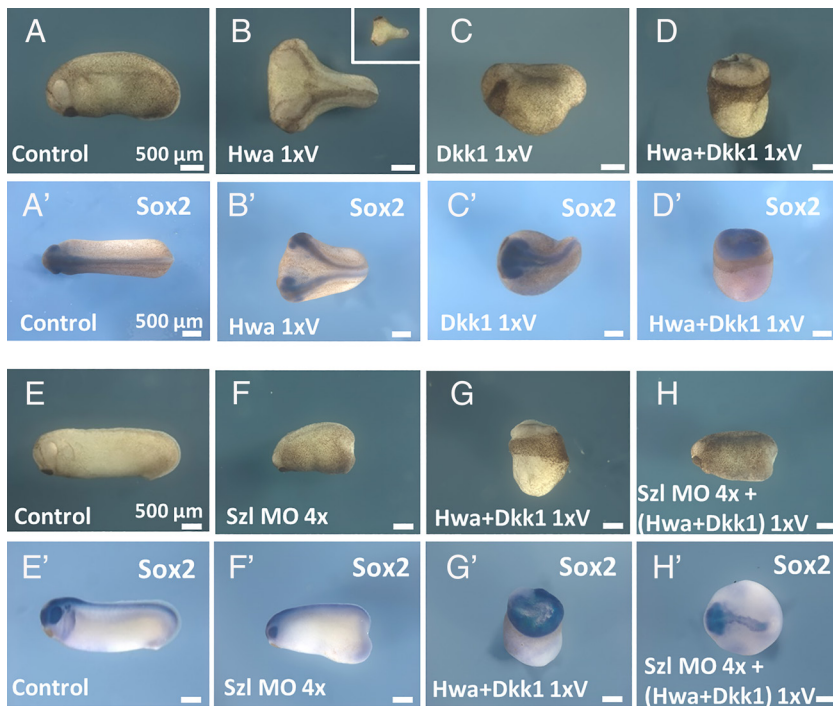 A
Control 500 µm
B
Hwa 1xV
C
Dkk1 1xV
D
Hwa+Dkk1 1xV
A' Sox2
Control 500 µm
B' Sox2
Hwa 1xV
C' Sox2
Dkk1 1xV
D' Sox2
Hwa+Dkk1 1xV
E
Control 500 µm
F
Szl MO 4x
G
Hwa+Dkk1 1xV
H
Szl MO 4x +
(Hwa+Dkk1) 1xV
E' Sox2
Control
F' Sox2
Szl MO 4x
G' Sox2
Hwa+Dkk1 1xV
H' Sox2
Szl MO 4x +
(Hwa+Dkk1) 1xV